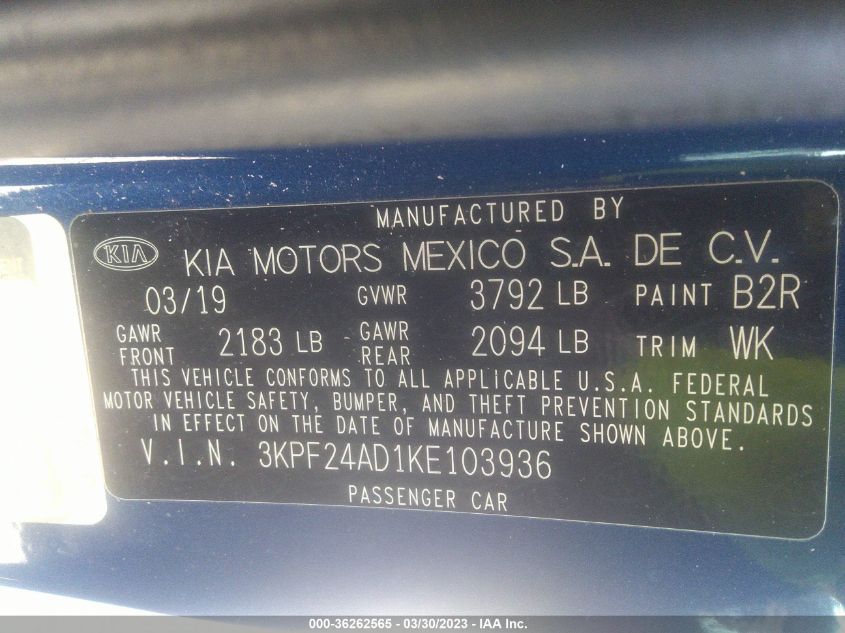 MANUFACTURED BY
KIA KIA MOTORS MEXICO S.A. DE C.V.
03/19 GVWR 3792 LB PAINT B2R
GAWR FRONT 2183 LB GAWR REAR 2094 LB TRIM WK
THIS VEHICLE CONFORMS TO ALL APPLICABLE U.S.A. FEDERAL
MOTOR VEHICLE SAFETY, BUMPER, AND THEFT PREVENTION STANDARDS
IN EFFECT ON THE DATE OF MANUFACTURE SHOWN ABOVE.
V.I.N. 3KPF24AD1KE103936
PASSENGER CAR
000-36262565 - 03/30/2023 - IAA Inc.